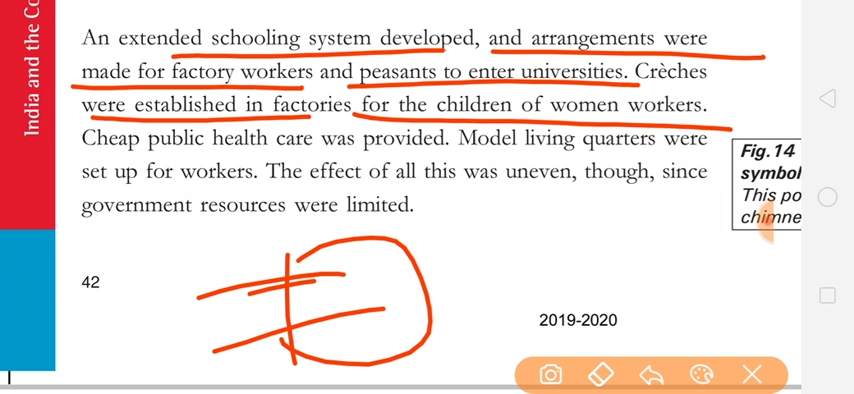 India and the Co
An extended schooling system developed, and arrangements were
made for factory workers and peasants to enter universities. Crèches
were established in factories for the children of women workers.
Cheap public health care was provided. Model living quarters were
set up for workers. The effect of all this was uneven, though, since
government resources were limited.
Fig.14
symbol
This po
chimne
42
2019-2020